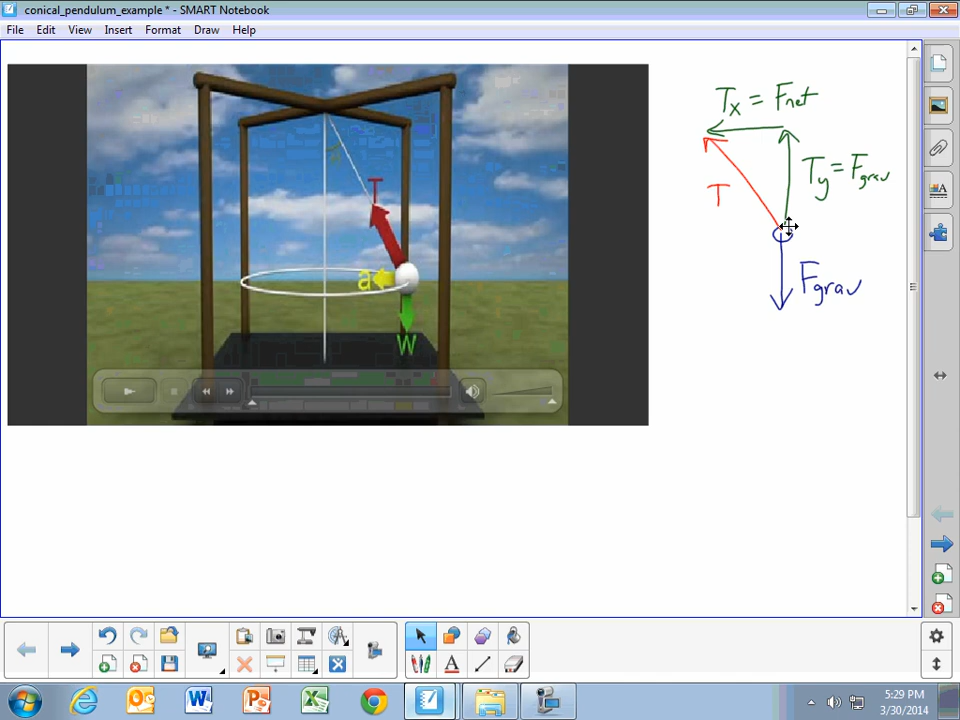 conical_pendulum_example * - SMART Notebook
File Edit View Insert Format Draw Help
Tx = Fnet
T
Ty = Fgrav
T
a
Fgrav
W
5:29 PM
3/30/2014